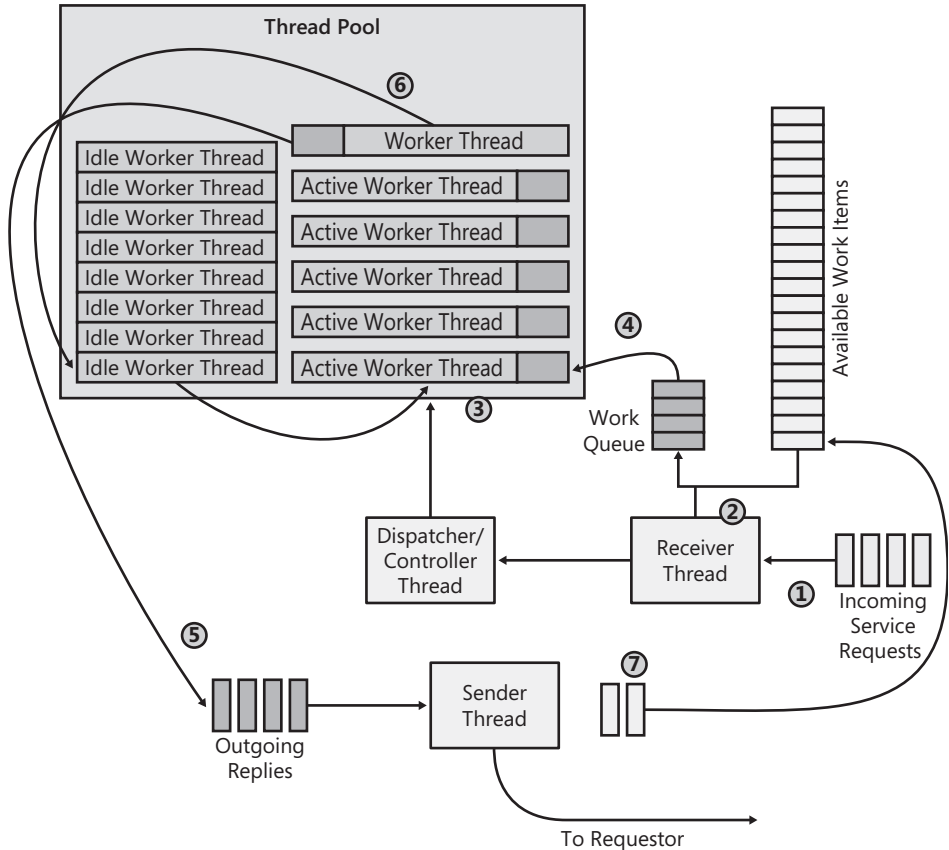 Thread Pool
6
Worker Thread
Idle Worker Thread
Idle Worker Thread
Idle Worker Thread
Idle Worker Thread
Idle Worker Thread
Idle Worker Thread
Idle Worker Thread
Idle Worker Thread
Active Worker Thread
Active Worker Thread
Active Worker Thread
Active Worker Thread
Active Worker Thread
Available Work Items
4
3
Work
Queue
2
Dispatcher/
Controller
Thread
Receiver
Thread
1
Incoming
Service
Requests
5
7
Sender
Thread
Outgoing
Replies
To Requestor